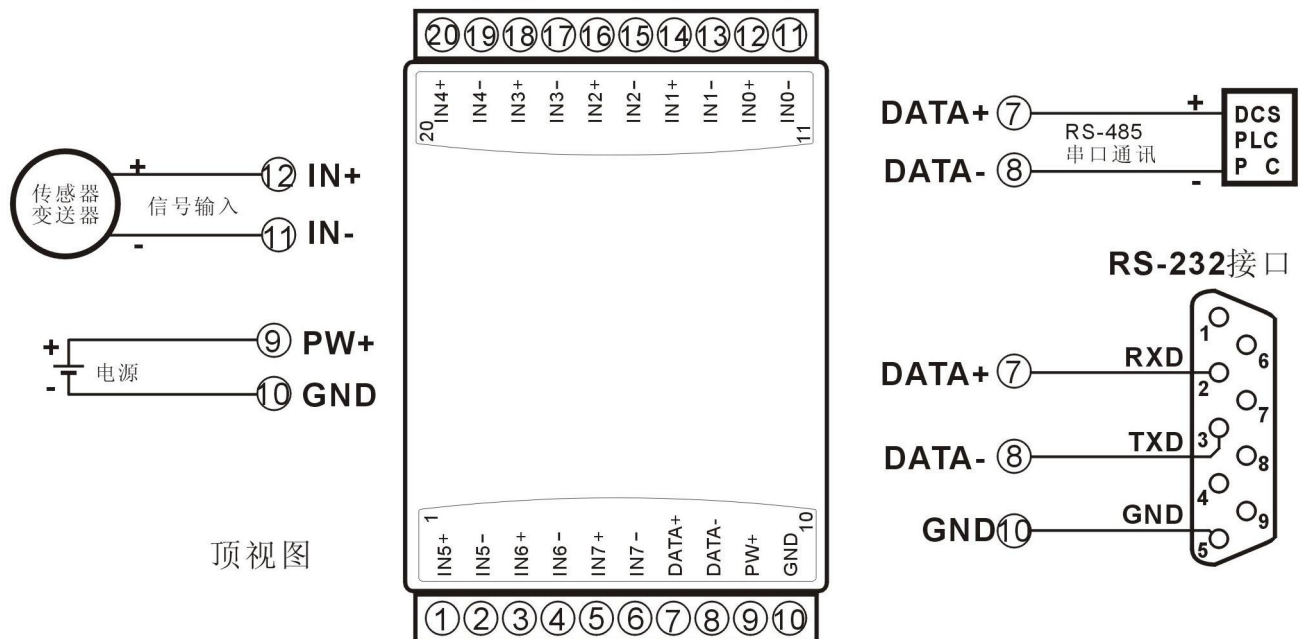 ⑳⑲⑱⑰⑯⑮⑭⑬⑫⑪
IN4+ IN4- IN3+ IN3- IN2+ IN2- IN1+ IN1- IN0+ IN0-
20 11
传感器
变送器
+
信号输入
-
⑫ IN+
⑪ IN-
+
电源
-
⑨ PW+
⑩ GND
顶视图
1 10
IN5+ IN5- IN6+ IN6- IN7+ IN7- DATA+ DATA- PW+ GND
①②③④⑤⑥⑦⑧⑨⑩
DATA+ ⑦
DATA- ⑧
RS-485
串口通讯
+
-
DCS
PLC
P C
RS-232接口
DATA+ ⑦ RXD
DATA- ⑧ TXD
GND ⑩ GND
1
2
3
4
5
6
7
8
9